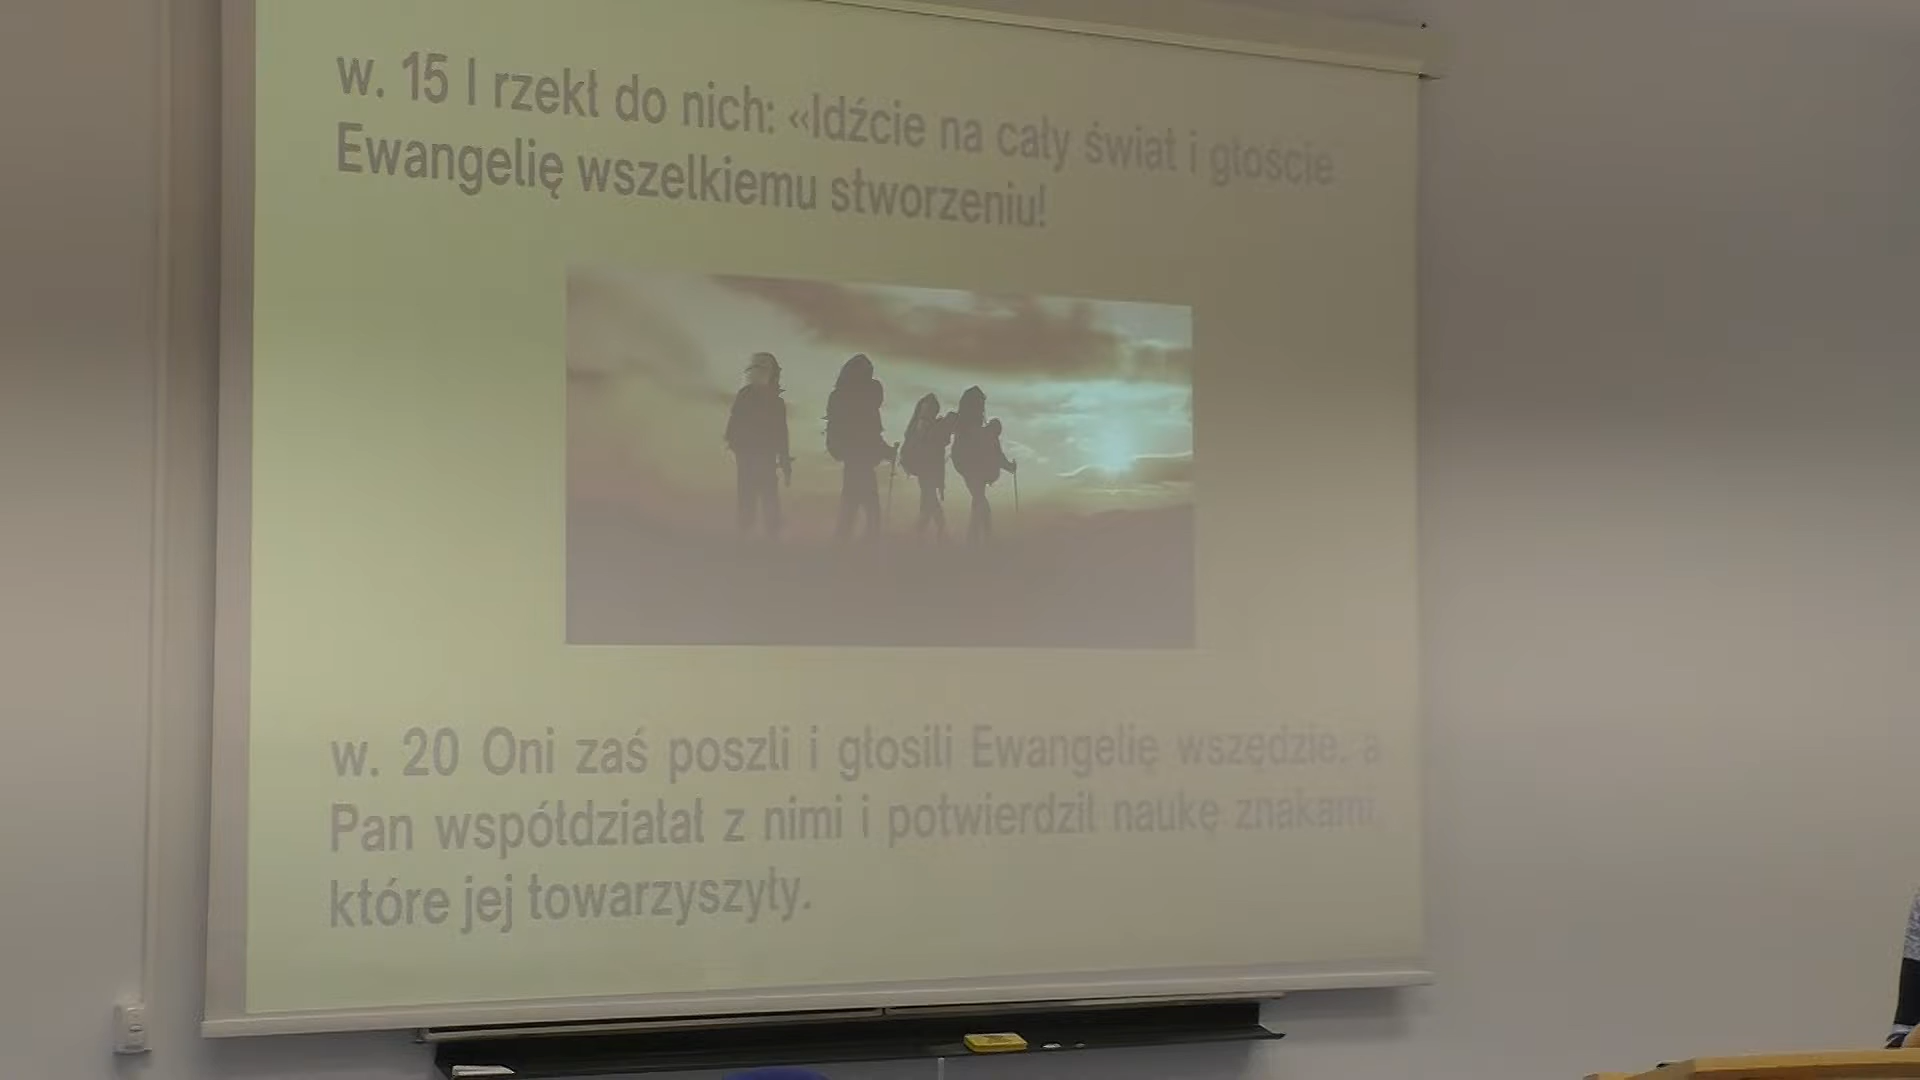 w. 15 I rzekł do nich: «Idźcie na cały świat i głoście
Ewangelię wszelkiemu stworzeniu!
w. 20 Oni zaś poszli i głosili Ewangelię wszędzie, a
Pan współdziałał z nimi i potwierdził naukę znakami,
które jej towarzyszyły.